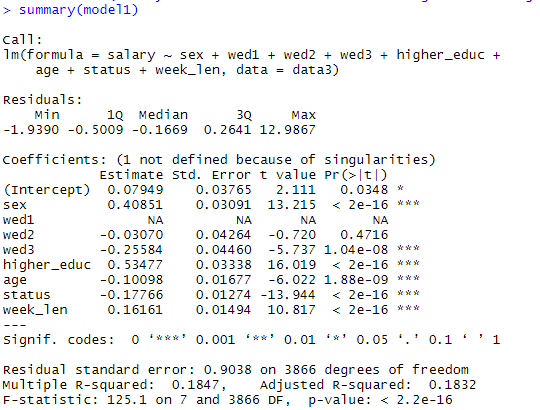 > summary(model1)
Call:
lm(formula = salary ~ sex + wed1 + wed2 + wed3 + higher_educ +
    age + status + week_len, data = data3)
Residuals:
    Min      1Q  Median      3Q     Max
-1.9390 -0.5009 -0.1669  0.2641 12.9867
Coefficients: (1 not defined because of singularities)
            Estimate Std. Error t value Pr(>|t|)
(Intercept)  0.07949    0.03765   2.111   0.0348 *
sex          0.40851    0.03091  13.215  < 2e-16 ***
wed1              NA         NA      NA       NA
wed2        -0.03070    0.04264  -0.720   0.4716
wed3        -0.25584    0.04460  -5.737 1.04e-08 ***
higher_educ  0.53477    0.03338  16.019  < 2e-16 ***
age         -0.10098    0.01677  -6.022 1.88e-09 ***
status      -0.17766    0.01274 -13.944  < 2e-16 ***
week_len     0.16161    0.01494  10.817  < 2e-16 ***
---
Signif. codes:  0 ‘***’ 0.001 ‘**’ 0.01 ‘*’ 0.05 ‘.’ 0.1 ‘ ’ 1
Residual standard error: 0.9038 on 3866 degrees of freedom
Multiple R-squared:  0.1847,    Adjusted R-squared:  0.1832
F-statistic: 125.1 on 7 and 3866 DF,  p-value: < 2.2e-16